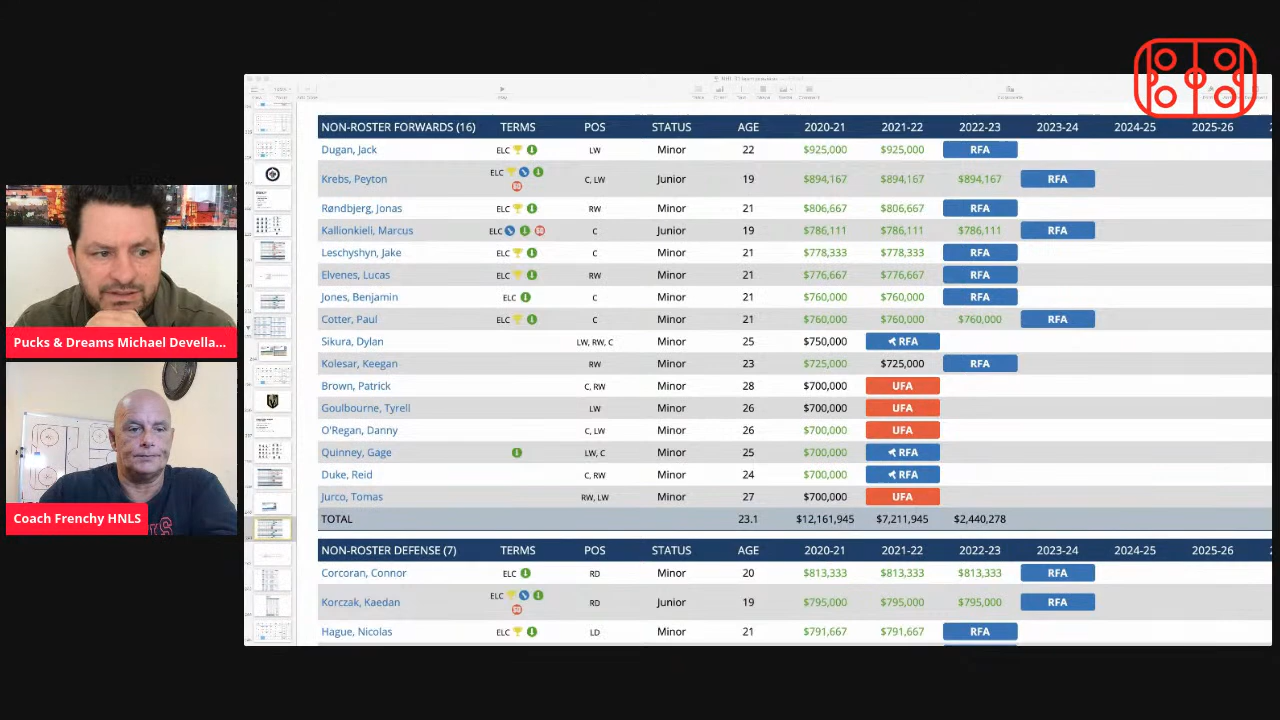 NON-ROSTER FORWARDS (16) TERMS POS STATUS AGE 2020-21 2021-22 2022-23 2023-24 2024-25 2025-26
Dugan, Jack ELC LW Minor 22 $925,000 $925,000 RFA
Krebs, Peyton ELC C, LW Junior 19 $894,167 $894,167 $894,167 RFA
Rondbjerg, Jonas ELC RW Minor 21 $806,667 $806,667 RFA
Kallionkieli, Marcus ELC C Junior 19 $786,111 $786,111 $786,111 RFA
Leschyshyn, Jake ELC C Minor 21 $778,333 $778,333 RFA
Elvenes, Lucas ELC RW Minor 21 $776,667 $776,667 RFA
Jones, Benjamin ELC C Minor 21 $760,000 $760,000 RFA
Cotter, Paul ELC C Minor 21 $760,000 $760,000 RFA
Sikura, Dylan LW, RW, C Minor 25 $750,000 RFA
Kolesar, Keegan RW Minor 23 $725,000 RFA
Brown, Patrick C, RW Minor 28 $700,000 UFA
Goulbourne, Tyrell LW Minor 26 $700,000 UFA
O'Regan, Danny C, LW Minor 26 $700,000 UFA
Quinney, Gage Minor 25 RFA
Duke, Reid C, RW Minor 24 RFA
Jurco, Tomas RW, LW Minor 27 $700,000 UFA
TOTAL 23.1 $12,161,945 $7,211,945 $2,440,278
NON-ROSTER DEFENSE (7) TERMS POS STATUS AGE 2020-21 2021-22 2022-23 2023-24 2024-25 2025-26
Corcoran, Connor ELC RD Minor 20 $813,333 $813,333 $813,333 RFA
Korczak, Kaedan ELC RD Junior 19 $795,000 $795,000 $795,000 RFA
Hague, Nicolas ELC LD Minor 21 $791,667 $791,667 RFA
Pucks & Dreams Michael Devella...
Coach Frenchy HNLS